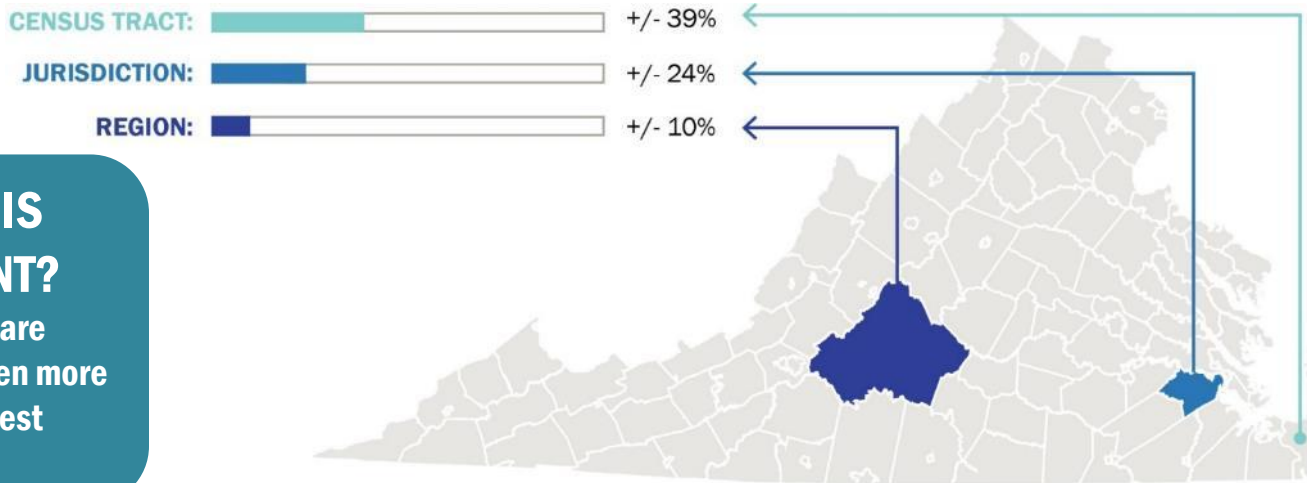 CENSUS TRACT: +/- 39%
JURISDICTION: +/- 24%
REGION: +/- 10%
IS
NT?
are
en more
est